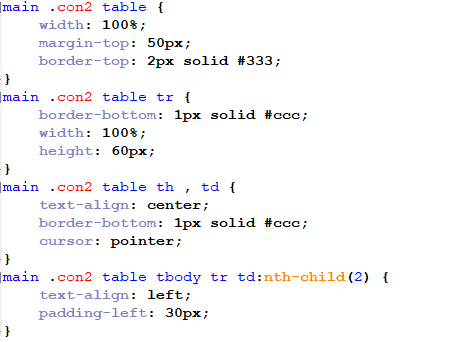 main .con2 table {
width: 100%;
margin-top: 50px;
border-top: 2px solid #333;
}
main .con2 table tr {
border-bottom: 1px solid #ccc;
width: 100%;
height: 60px;
}
main .con2 table th , td {
text-align: center;
border-bottom: 1px solid #ccc;
cursor: pointer;
}
main .con2 table tbody tr td:nth-child(2) {
text-align: left;
padding-left: 30px;
}